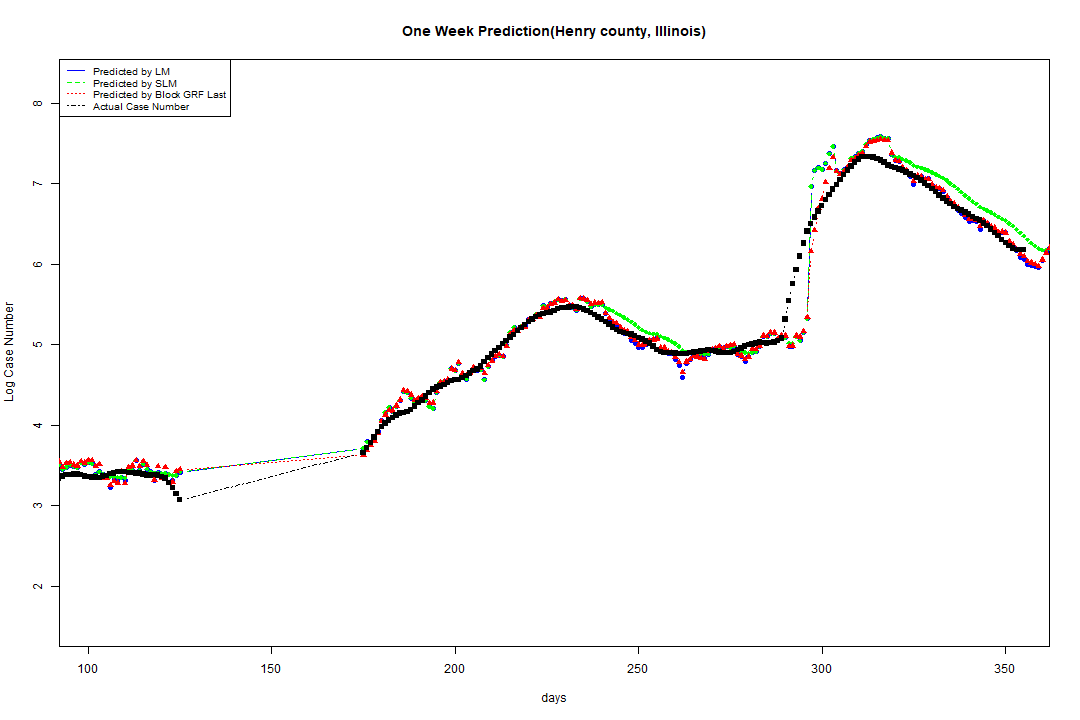 One Week Prediction(Henry county, Illinois)
Predicted by LM
Predicted by SLM
Predicted by Block GRF Last
Actual Case Number
8
7
6
5
4
3
2
Log Case Number
100 150 200 250 300 350
days